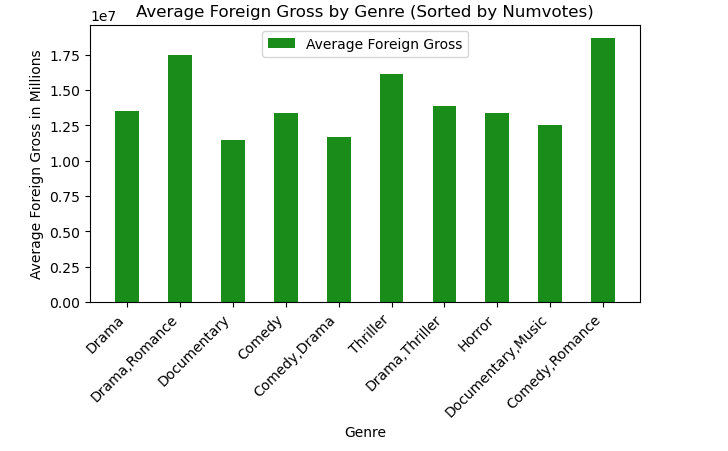 Average Foreign Gross by Genre (Sorted by Numvotes)
1e7
Average Foreign Gross
Average Foreign Gross in Millions
1.75
1.50
1.25
1.00
0.75
0.50
0.25
0.00
Drama
Drama,Romance
Documentary
Comedy
Comedy,Drama
Thriller
Drama,Thriller
Horror
Documentary,Music
Comedy,Romance
Genre